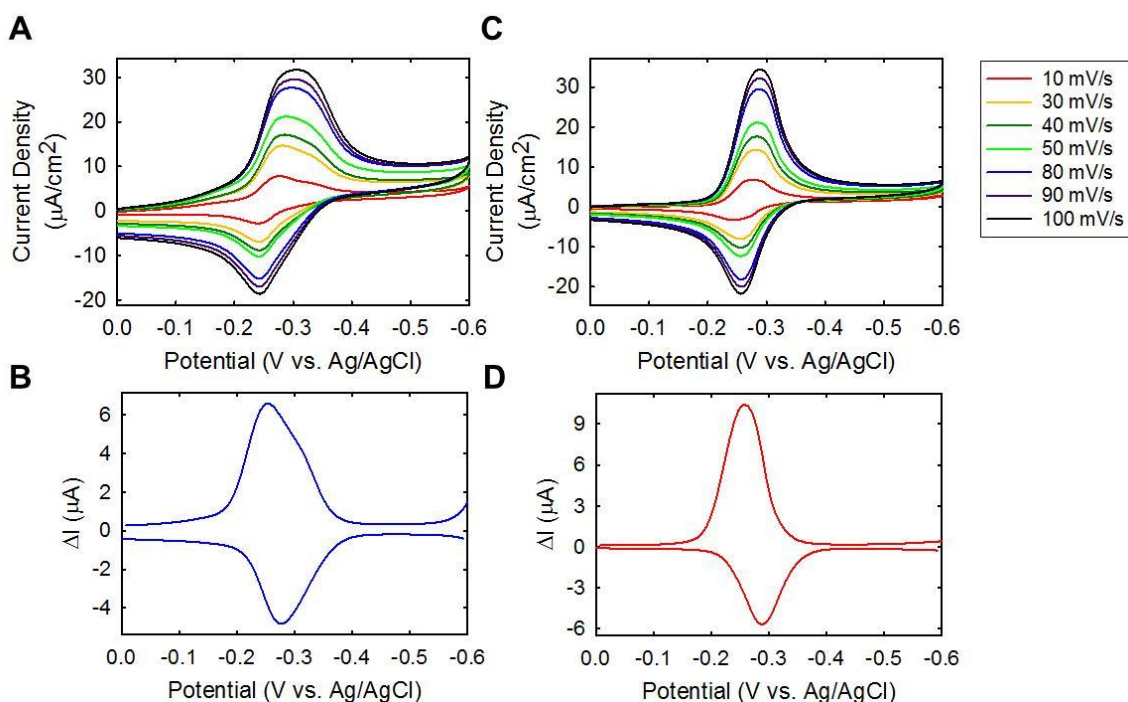 A
Current Density
(μA/cm2)
30
20
10
0
-10
-20
0.0 -0.1 -0.2 -0.3 -0.4 -0.5 -0.6
Potential (V vs. Ag/AgCl)
C
Current Density
(μA/cm2)
30
20
10
0
-10
-20
0.0 -0.1 -0.2 -0.3 -0.4 -0.5 -0.6
Potential (V vs. Ag/AgCl)
10 mV/s
30 mV/s
40 mV/s
50 mV/s
80 mV/s
90 mV/s
100 mV/s
B
ΔI (μA)
6
4
2
0
-2
-4
0.0 -0.1 -0.2 -0.3 -0.4 -0.5 -0.6
Potential (V vs. Ag/AgCl)
D
ΔI (μA)
9
6
3
0
-3
-6
0.0 -0.1 -0.2 -0.3 -0.4 -0.5 -0.6
Potential (V vs. Ag/AgCl)